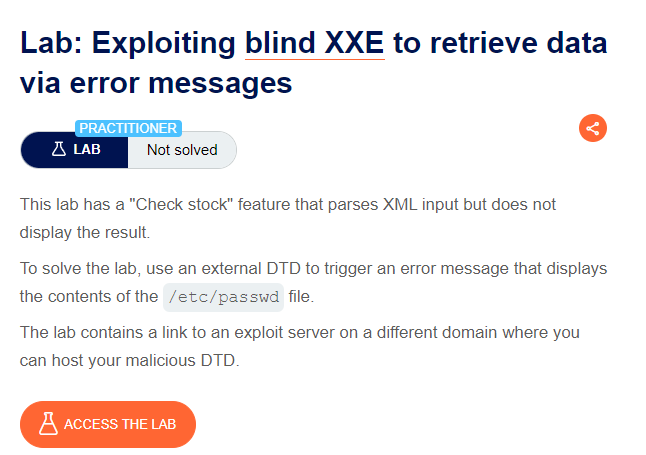 Lab: Exploiting blind XXE to retrieve data
via error messages
PRACTITIONER
LAB Not solved
This lab has a "Check stock" feature that parses XML input but does not
display the result.
To solve the lab, use an external DTD to trigger an error message that displays
the contents of the /etc/passwd file.
The lab contains a link to an exploit server on a different domain where you
can host your malicious DTD.
ACCESS THE LAB